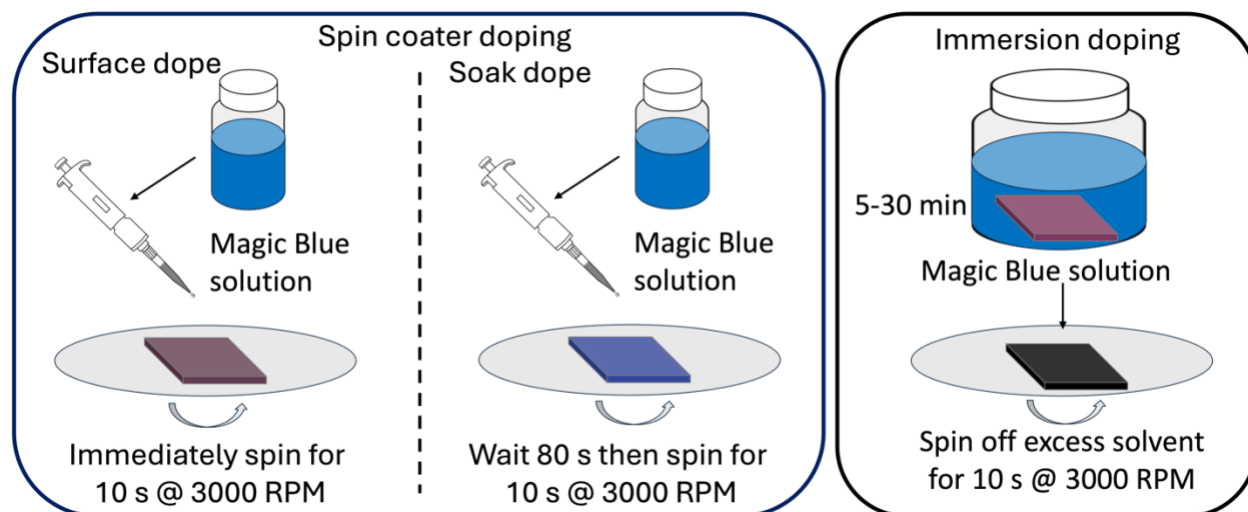 Spin coater doping
Surface dope
Magic Blue
solution
Immediately spin for
10 s @ 3000 RPM
Soak dope
Magic Blue
solution
Wait 80 s then spin for
10 s @ 3000 RPM
Immersion doping
5-30 min
Magic Blue solution
Spin off excess solvent
for 10 s @ 3000 RPM